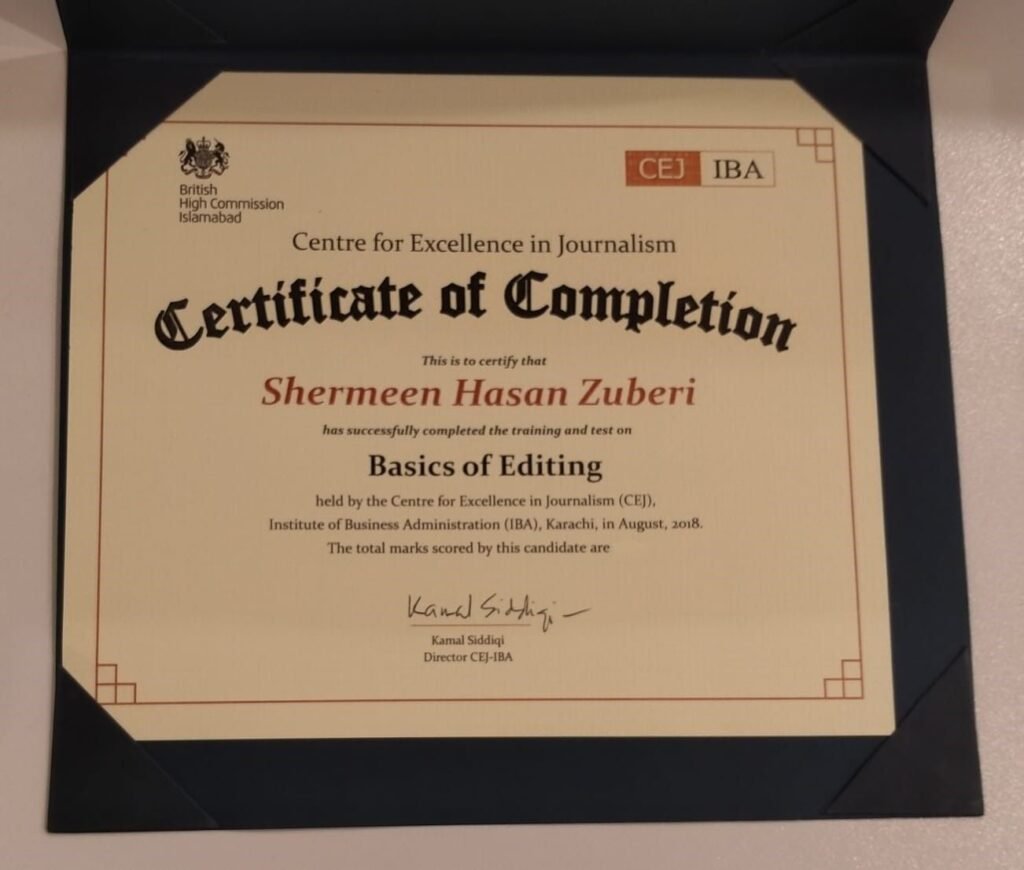 British
High Commission
Islamabad
CEJ IBA
Centre for Excellence in Journalism
Certificate of Completion
This is to certify that
Shermeen Hasan Zuberi
has successfully completed the training and test on
Basics of Editing
held by the Centre for Excellence in Journalism (CEJ),
Institute of Business Administration (IBA), Karachi, in August, 2018.
The total marks scored by this candidate are
Kamal Siddiqi
Kamal Siddiqi
Director CEJ-IBA